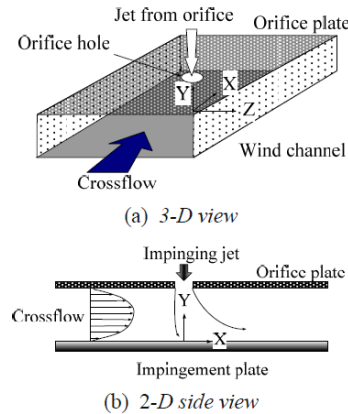 Jet from orifice
Orifice plate
Orifice hole
Y
X
Z
Wind channel
Crossflow
(a) 3-D view
Impinging jet
Orifice plate
Crossflow
Y
X
Impingement plate
(b) 2-D side view